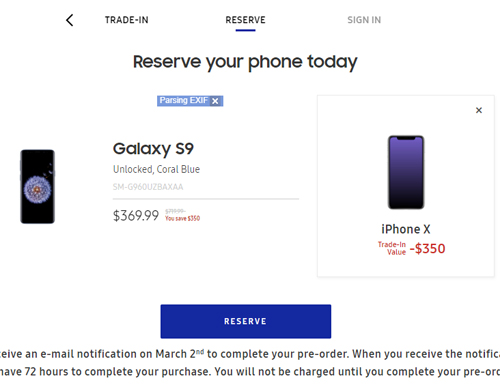 TRADE-IN RESERVE SIGN IN
Reserve your phone today
Parsing EXIF
Galaxy S9
Unlocked, Coral Blue
SM-G960UZBAXAA
$369.99 $719.99
You save $350
iPhone X
Trade-In Value -$350
RESERVE
ceive an e-mail notification on March 2nd to complete your pre-order. When you receive the notifica
have 72 hours to complete your purchase. You will not be charged until you complete your pre-ord